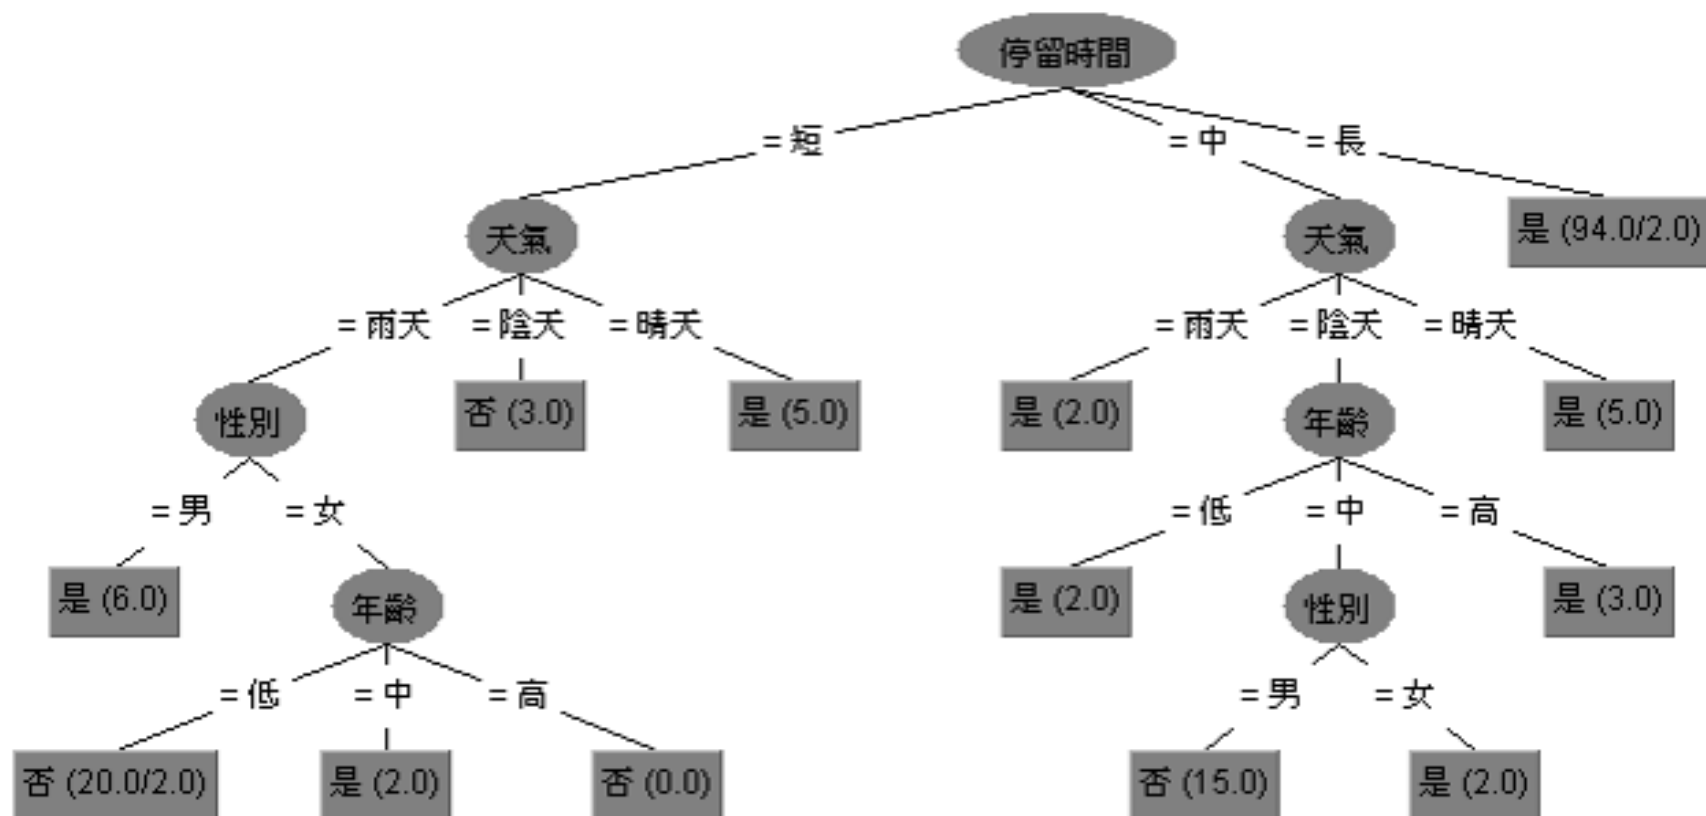 停留時間
= 短
= 中
= 長
天氣
天氣
是 (94.0/2.0)
= 雨天
= 陰天
= 晴天
= 雨天
= 陰天
= 晴天
性別
否 (3.0)
是 (5.0)
是 (2.0)
年齡
是 (5.0)
= 男
= 女
= 低
= 中
= 高
是 (6.0)
年齡
是 (2.0)
性別
是 (3.0)
= 低
= 中
= 高
= 男
= 女
否 (20.0/2.0)
是 (2.0)
否 (0.0)
否 (15.0)
是 (2.0)